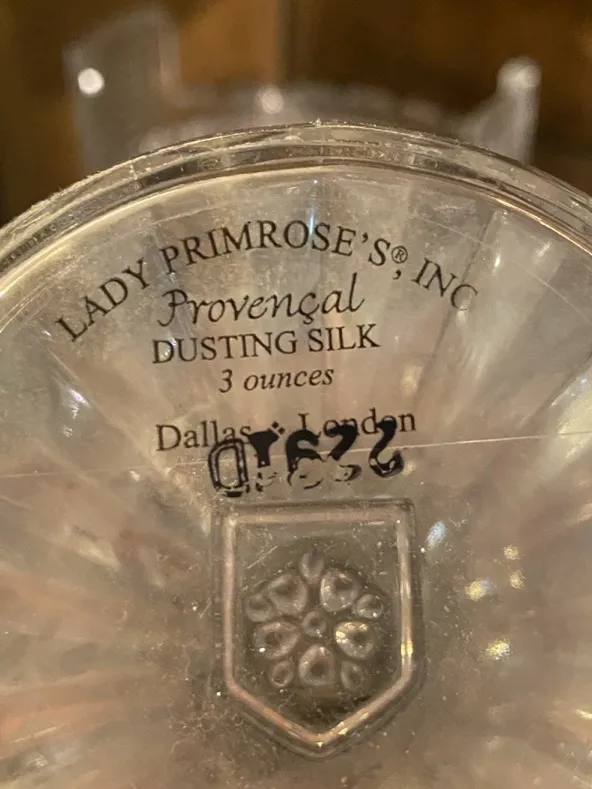 LADY PRIMROSE'S®, INC
Provençal
DUSTING SILK
3 ounces
Dallas London